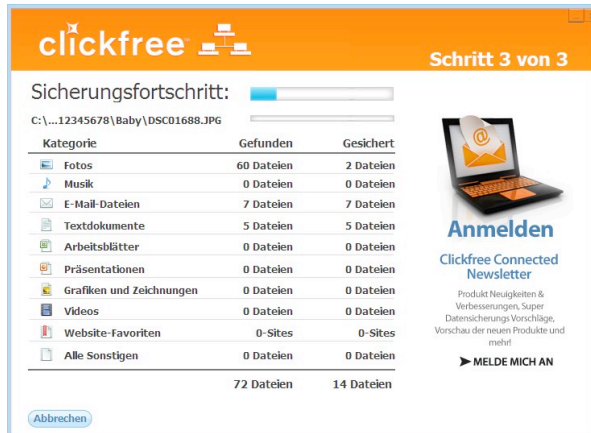 clickfree
Schritt 3 von 3
Sicherungsfortschritt:
C:\...12345678\Baby\DSC01688.JPG
Kategorie Gefunden Gesichert
Fotos 60 Dateien 2 Dateien
Musik 0 Dateien 0 Dateien
E-Mail-Dateien 7 Dateien 7 Dateien
Textdokumente 5 Dateien 5 Dateien
Arbeitsblätter 0 Dateien 0 Dateien
Präsentationen 0 Dateien 0 Dateien
Grafiken und Zeichnungen 0 Dateien 0 Dateien
Videos 0 Dateien 0 Dateien
Website-Favoriten 0-Sites 0-Sites
Alle Sonstigen 0 Dateien 0 Dateien
72 Dateien 14 Dateien
Abbrechen
@
Anmelden
Clickfree Connected
Newsletter
Produkt Neuigkeiten &
Verbesserungen, Super
Datensicherungs Vorschläge,
Vorschau der neuen Produkte und
mehr!
➤ MELDE MICH AN